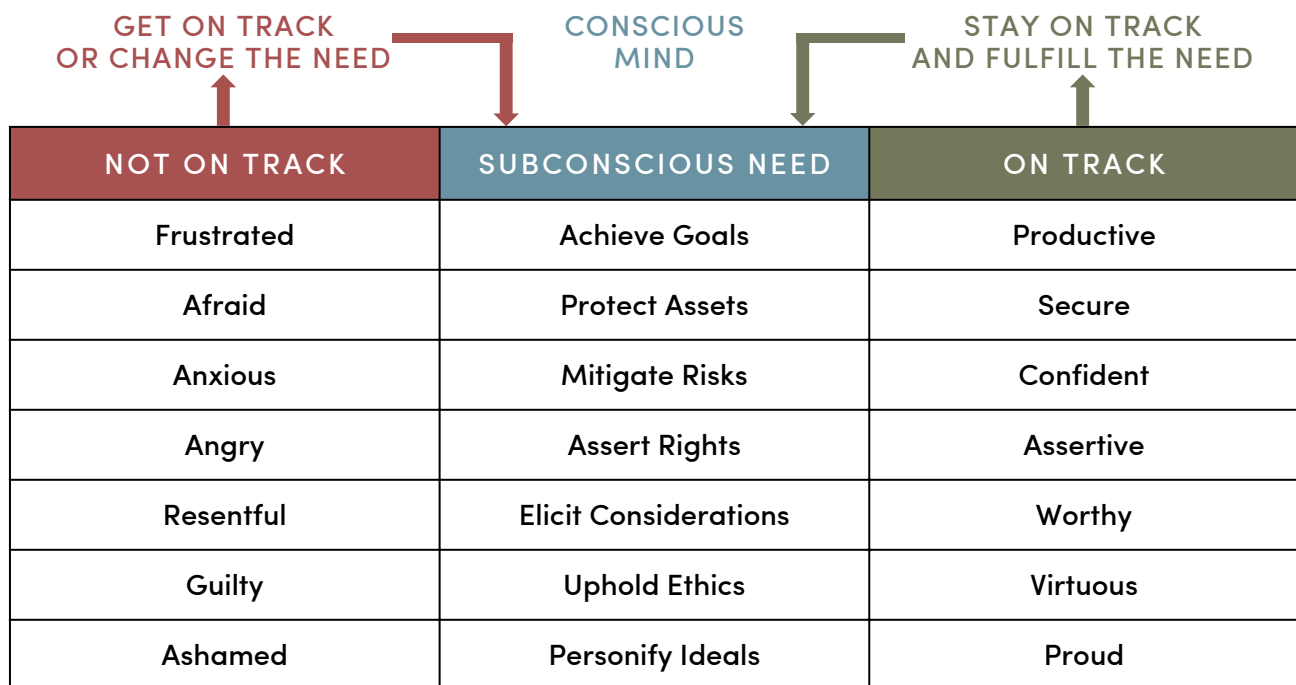 GET ON TRACK
OR CHANGE THE NEED
CONSCIOUS
MIND
STAY ON TRACK
AND FULFILL THE NEED
NOT ON TRACK
SUBCONSCIOUS NEED
ON TRACK
Frustrated
Achieve Goals
Productive
Afraid
Protect Assets
Secure
Anxious
Mitigate Risks
Confident
Angry
Assert Rights
Assertive
Resentful
Elicit Considerations
Worthy
Guilty
Uphold Ethics
Virtuous
Ashamed
Personify Ideals
Proud